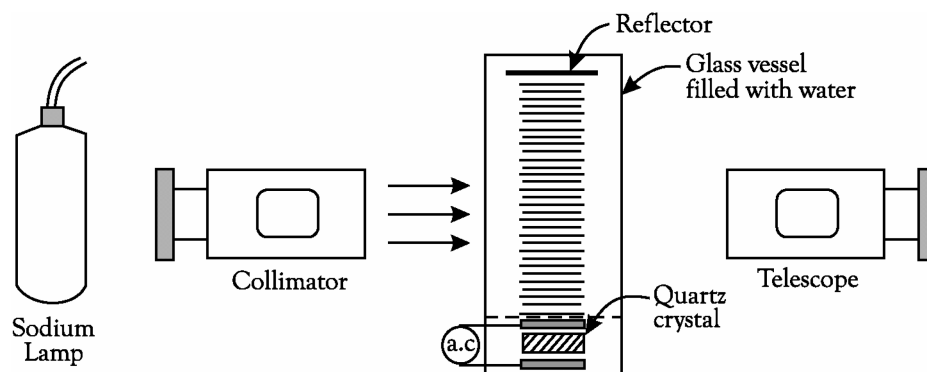 Reflector
Glass vessel
filled with water
Collimator
Telescope
Quartz
crystal
Sodium
Lamp
a.c